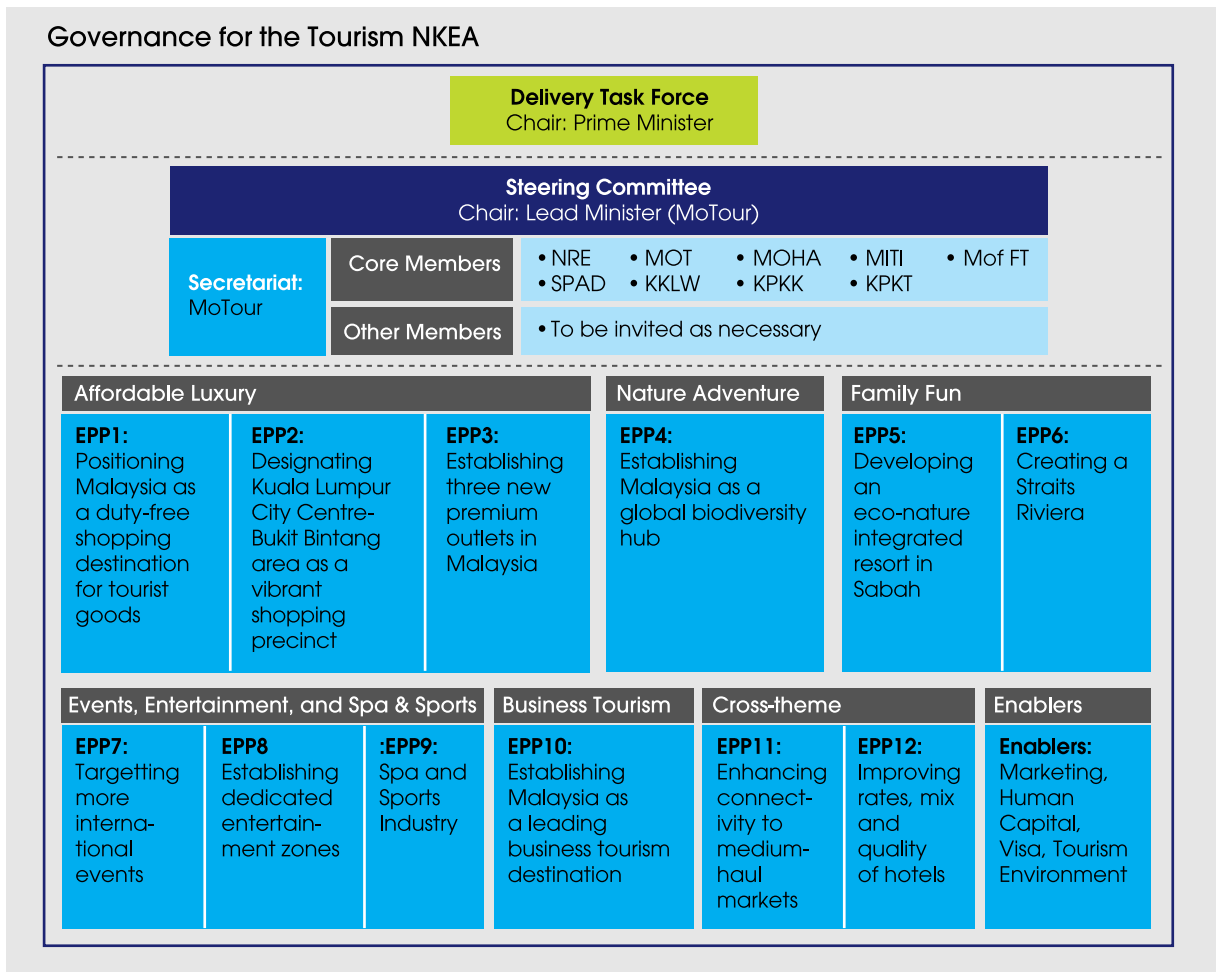 Governance for the Tourism NKEA
Delivery Task Force
Chair: Prime Minister
Steering Committee
Chair: Lead Minister (MoTour)
Secretariat:
MoTour
Core Members
• NRE • MOT • MOHA • MITI • Mof FT
• SPAD • KKLW • KPKK • KPKT
Other Members
• To be invited as necessary
Affordable Luxury
EPP1:
Positioning
Malaysia as
a duty-free
shopping
destination
for tourist
goods
EPP2:
Designating
Kuala Lumpur
City Centre-
Bukit Bintang
area as a
vibrant
shopping
precinct
EPP3:
Establishing
three new
premium
outlets in
Malaysia
Nature Adventure
EPP4:
Establishing
Malaysia as a
global biodiversity
hub
Family Fun
EPP5:
Developing
an
eco-nature
integrated
resort in
Sabah
EPP6:
Creating a
Straits
Riviera
Events, Entertainment, and Spa & Sports
EPP7:
Targetting
more
interna-
tional
events
EPP8
Establishing
dedicated
entertain-
ment zones
:EPP9:
Spa and
Sports
Industry
Business Tourism
EPP10:
Establishing
Malaysia as
a leading
business tourism
destination
Cross-theme
EPP11:
Enhancing
connect-
ivity to
medium-
haul
markets
EPP12:
Improving
rates, mix
and
quality
of hotels
Enablers
Enablers:
Marketing,
Human
Capital,
Visa, Tourism
Environment